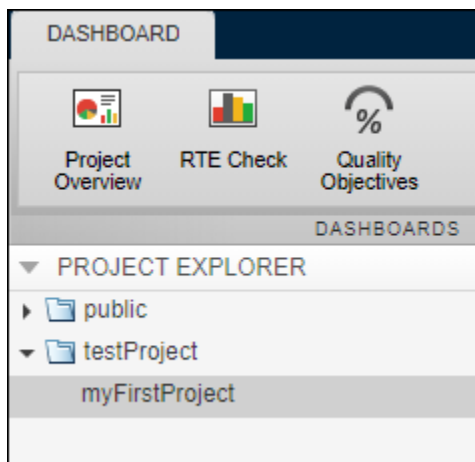 DASHBOARD
Project
Overview
RTE Check
%
Quality
Objectives
DASHBOARDS
PROJECT EXPLORER
public
testProject
myFirstProject